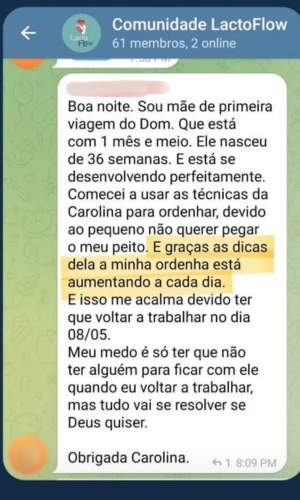 Comunidade LactoFlow
Lacto
Flow
61 membros, 2 online
Boa noite. Sou mãe de primeira
viagem do Dom. Que está
com 1 mês e meio. Ele nasceu
de 36 semanas. E está se
desenvolvendo perfeitamente.
Comecei a usar as técnicas da
Carolina para ordenhar, devido
ao pequeno não querer pegar
o meu peito. E graças as dicas
dela a minha ordenha está
aumentando a cada dia.
E isso me acalma devido ter
que voltar a trabalhar no dia
08/05.
Meu medo é só ter que não
ter alguém para ficar com ele
quando eu voltar a trabalhar,
mas tudo vai se resolver se
Deus quiser.
Obrigada Carolina.
1 8:09 PM